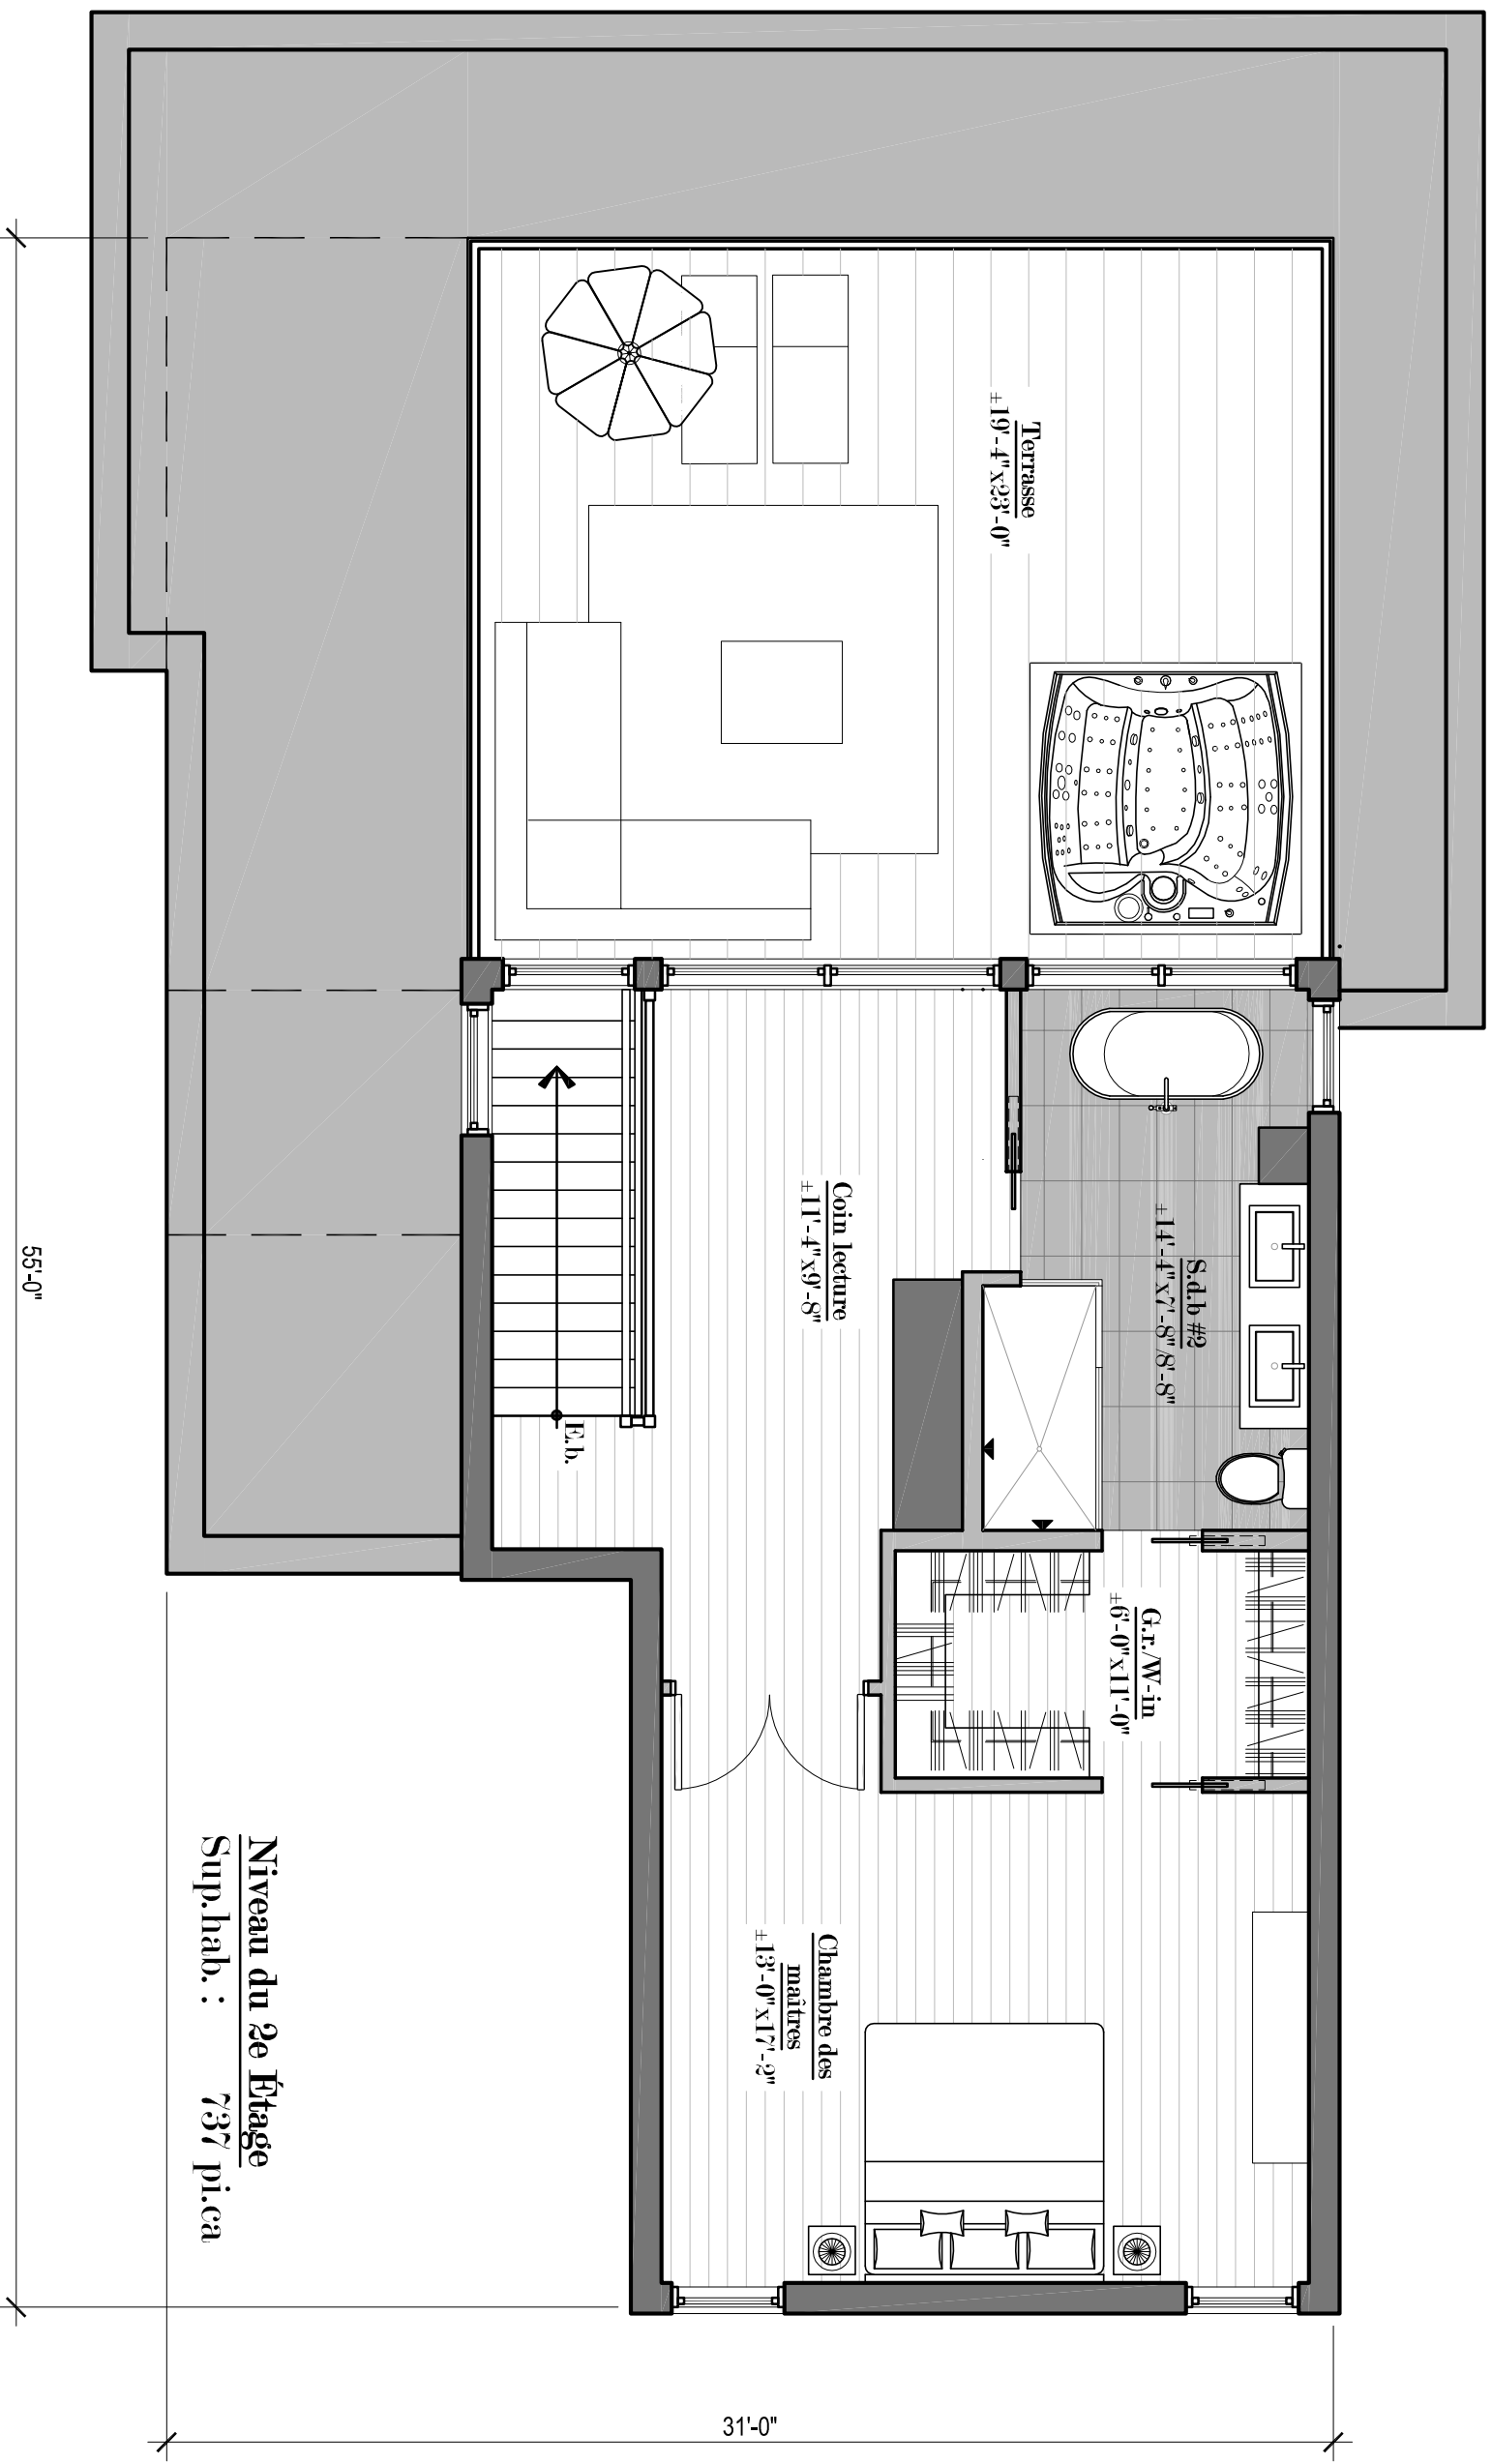 Terrasse
±19'-4"x23'-0"
S.d.b #2
±14'-4"x7'-8"/8'-8"
Coin lecture
±11'-4"x9'-8"
E.b.
G.r./W-in
±6'-0"x11'-0"
Chambre des
maîtres
±13'-0"x17'-2"
Niveau du 2e Étage
Sup.hab. : 737 pi.ca
55'-0"
31'-0"